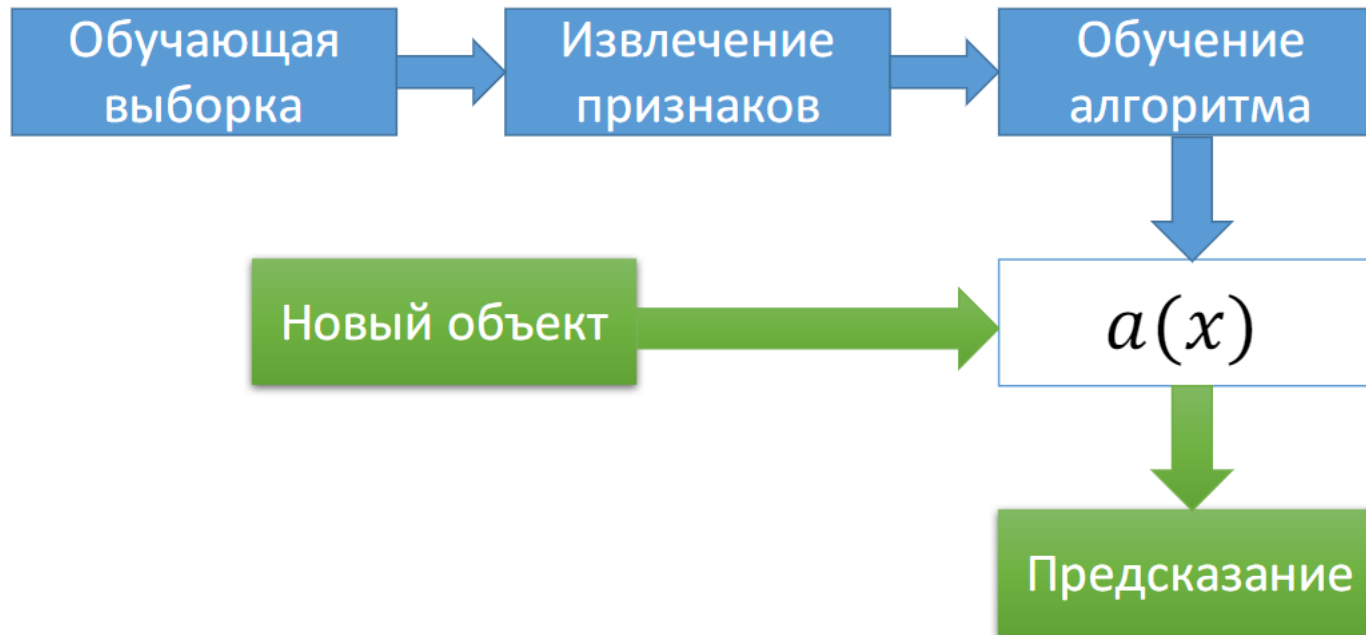 Обучающая
выборка
Извлечение
признаков
Обучение
алгоритма
Новый объект
a(x)
Предсказание